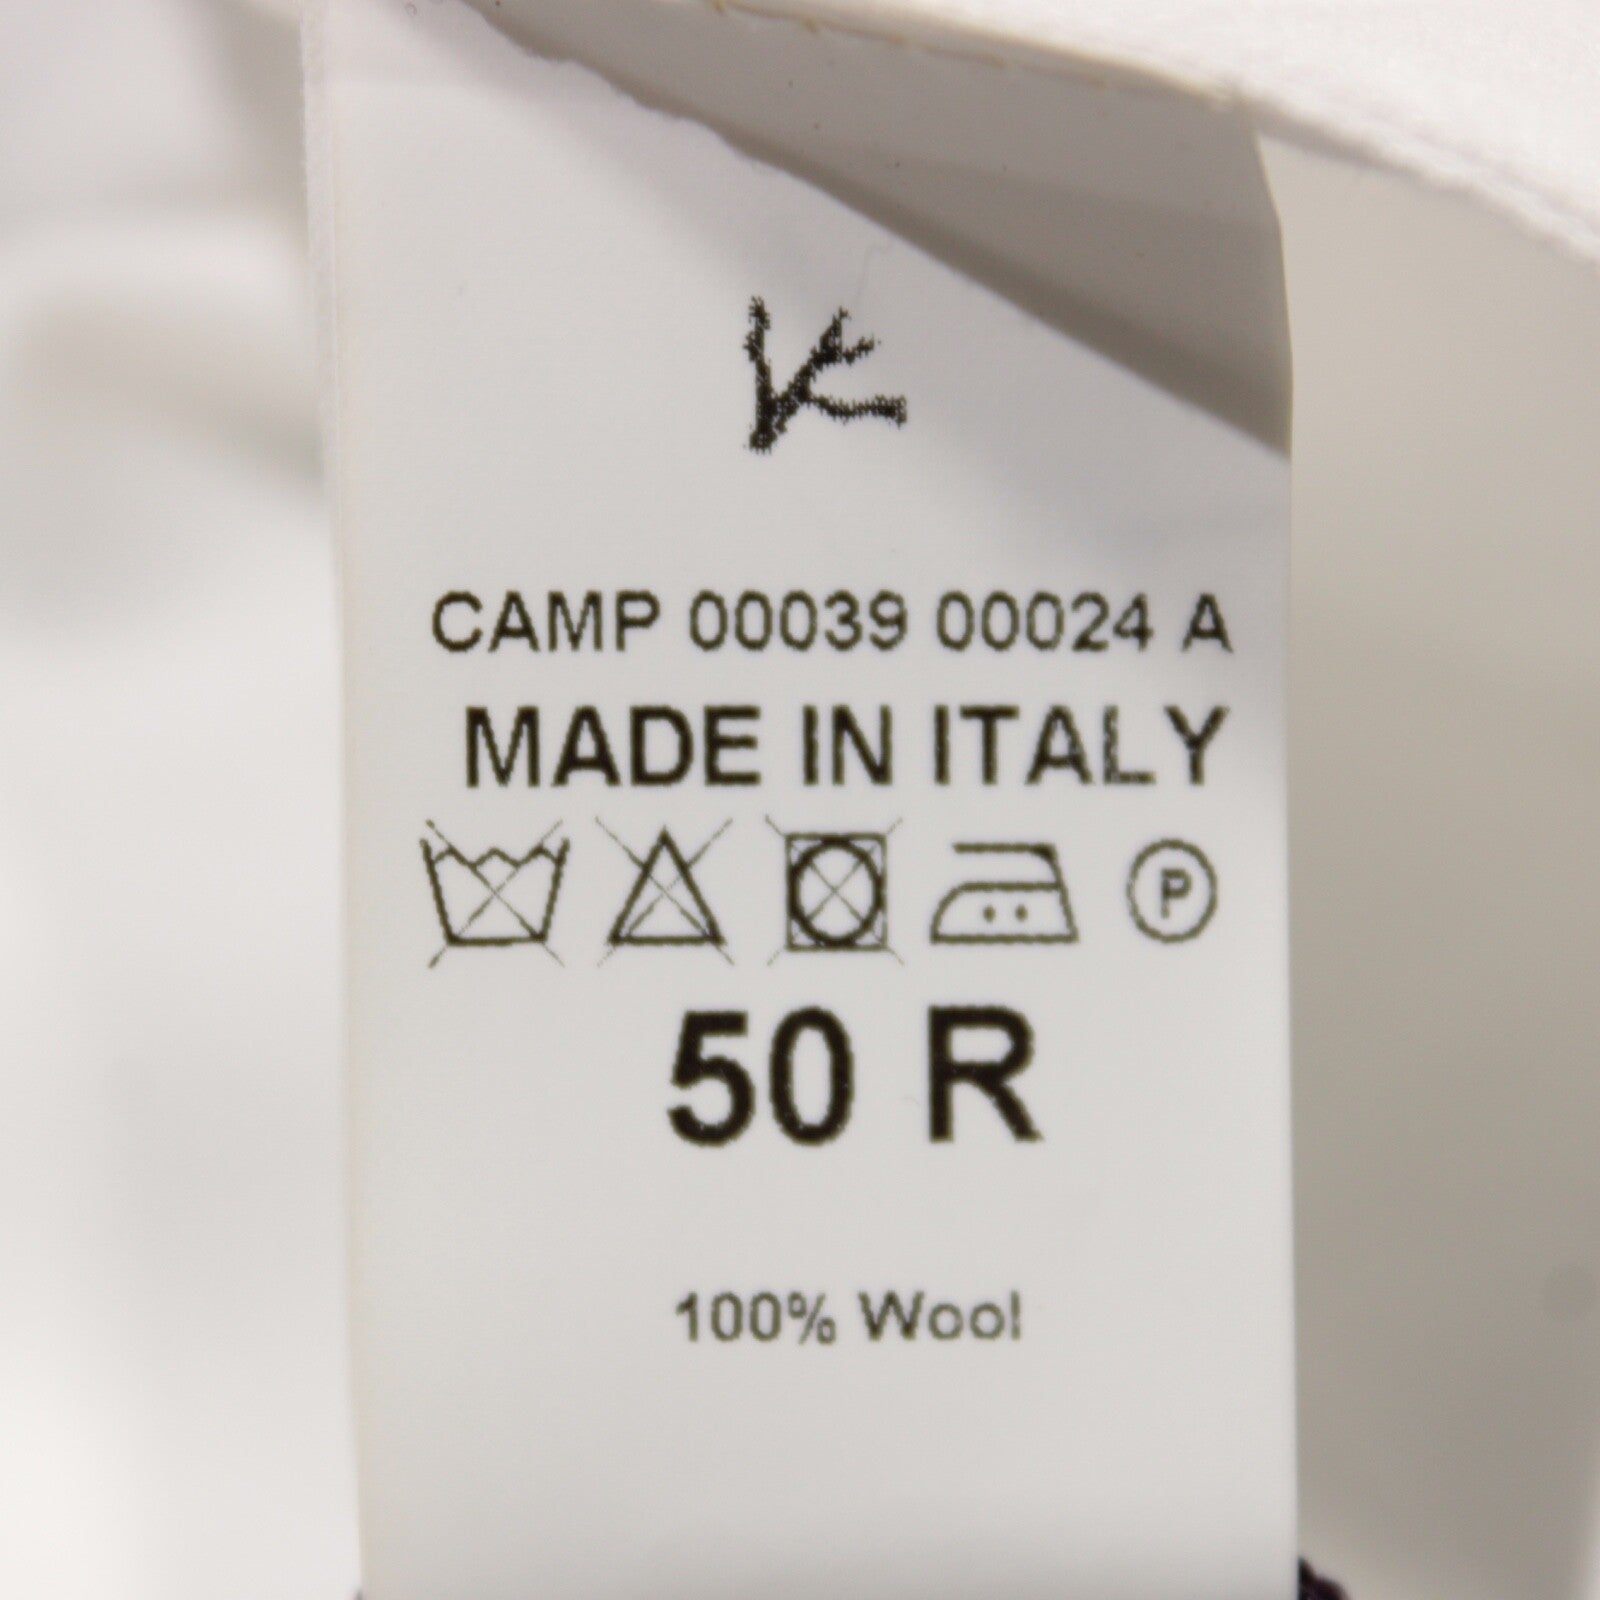 K
CAMP 00039 00024 A
MADE IN ITALY
P
50 R
100% Wool